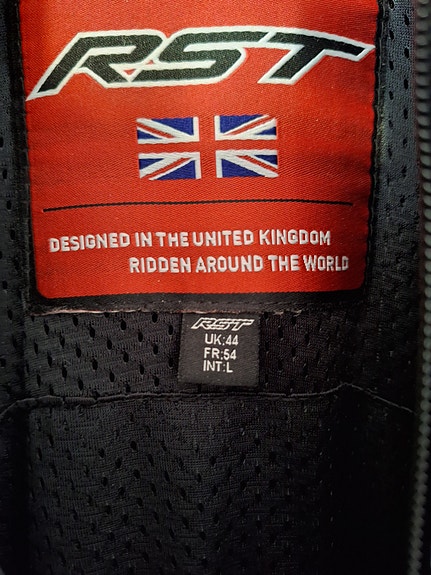 RST
DESIGNED IN THE UNITED KINGDOM
RIDDEN AROUND THE WORLD
RST
UK:44
FR:54
INT:L